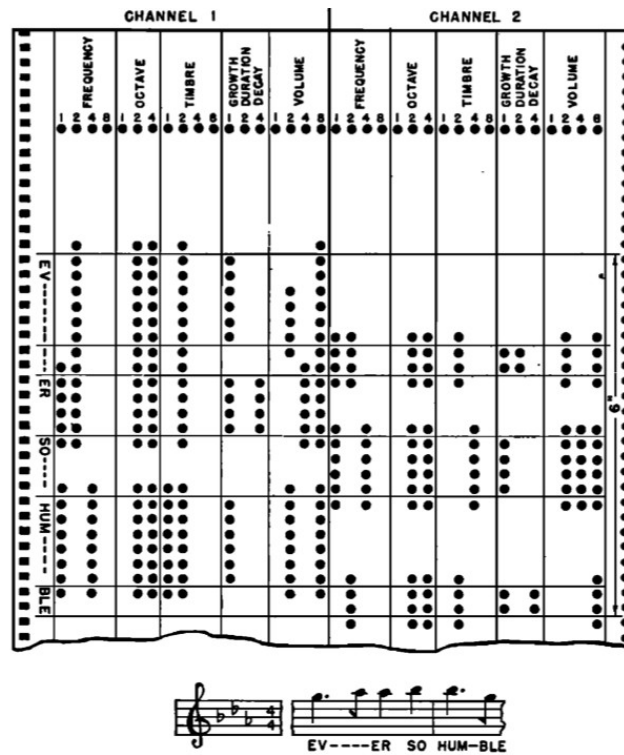 CHANNEL 1 CHANNEL 2
FREQUENCY OCTAVE TIMBRE GROWTH DURATION DECAY VOLUME FREQUENCY OCTAVE TIMBRE GROWTH DURATION DECAY VOLUME
1 2 4 8 1 2 4 1 2 4 8 1 2 4 1 2 4 8 1 2 4 8 1 2 4 1 2 4 8 1 2 4 1 2 4 8
EV----------
ER
SO----
HUM----
BLE
6"
4
4
EV----ER SO HUM-BLE